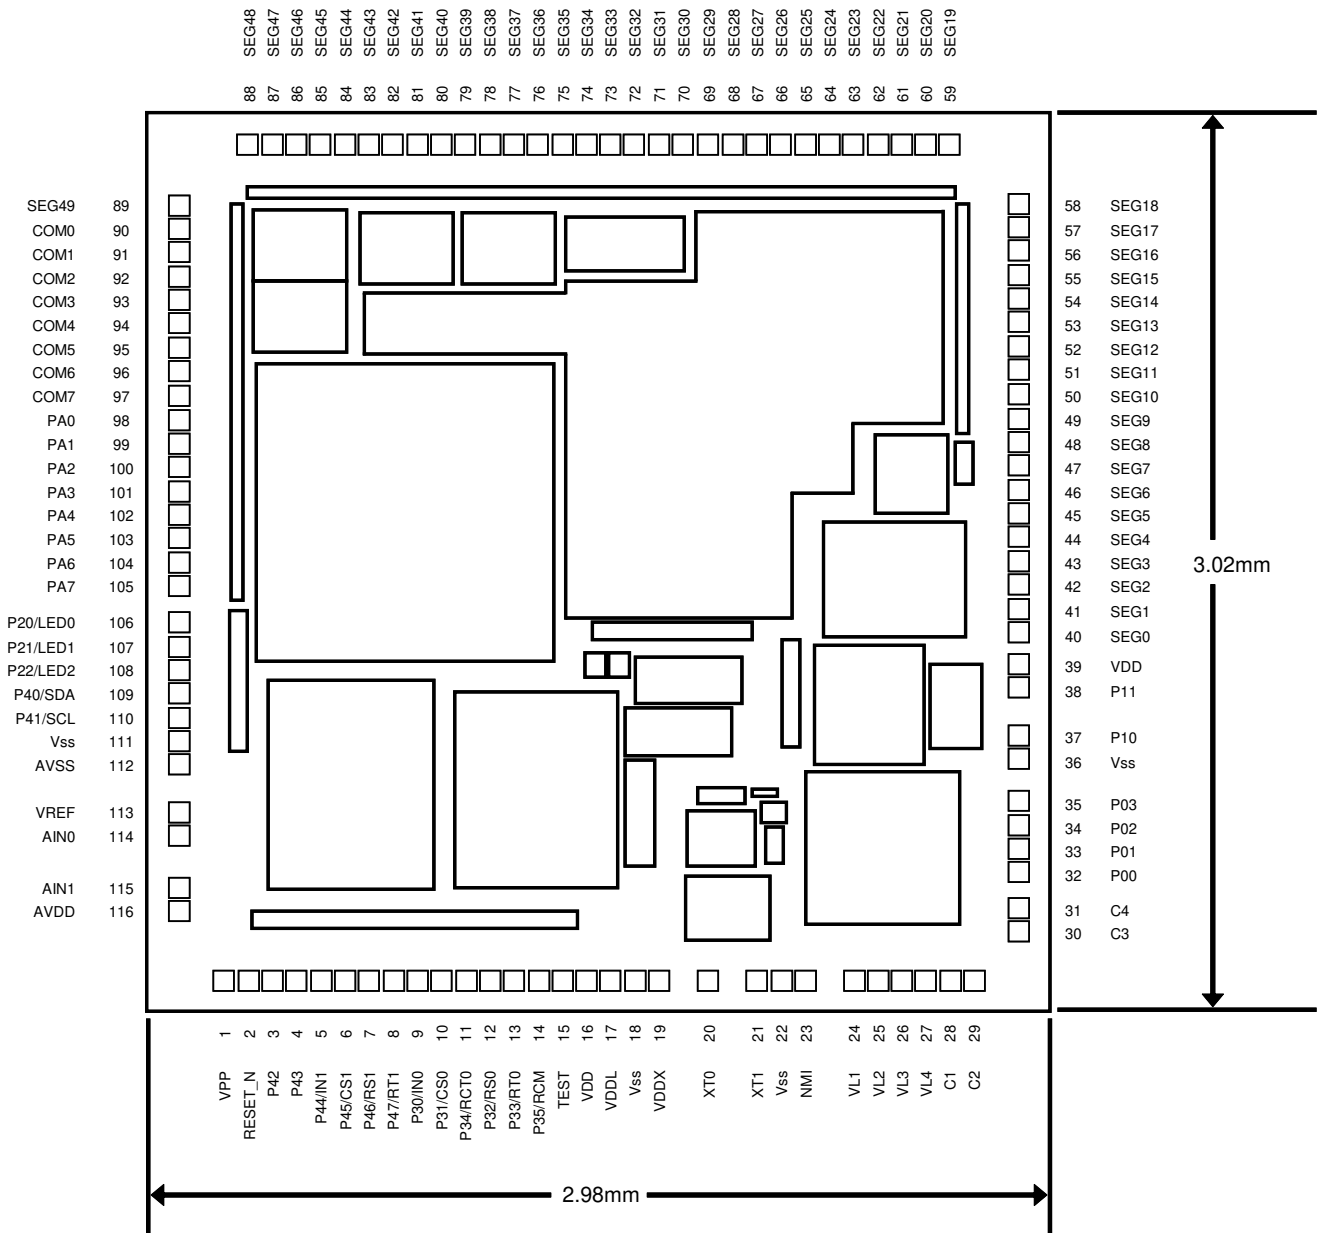 SEG48 SEG47 SEG46 SEG45 SEG44 SEG43 SEG42 SEG41 SEG40 SEG39 SEG38 SEG37 SEG36 SEG35 SEG34 SEG33 SEG32 SEG31 SEG30 SEG29 SEG28 SEG27 SEG26 SEG25 SEG24 SEG23 SEG22 SEG21 SEG20 SEG19
88 87 86 85 84 83 82 81 80 79 78 77 76 75 74 73 72 71 70 69 68 67 66 65 64 63 62 61 60 59
SEG49 89
COM0 90
COM1 91
COM2 92
COM3 93
COM4 94
COM5 95
COM6 96
COM7 97
PA0 98
PA1 99
PA2 100
PA3 101
PA4 102
PA5 103
PA6 104
PA7 105
P20/LED0 106
P21/LED1 107
P22/LED2 108
P40/SDA 109
P41/SCL 110
Vss 111
AVSS 112
VREF 113
AIN0 114
AIN1 115
AVDD 116
58 SEG18
57 SEG17
56 SEG16
55 SEG15
54 SEG14
53 SEG13
52 SEG12
51 SEG11
50 SEG10
49 SEG9
48 SEG8
47 SEG7
46 SEG6
45 SEG5
44 SEG4
43 SEG3
42 SEG2
41 SEG1
40 SEG0
39 VDD
38 P11
37 P10
36 Vss
35 P03
34 P02
33 P01
32 P00
31 C4
30 C3
3.02mm
1 2 3 4 5 6 7 8 9 10 11 12 13 14 15 16 17 18 19 20 21 22 23 24 25 26 27 28 29
VPP RESET_N P42 P43 P44/IN1 P45/CS1 P46/RS1 P47/RT1 P30/IN0 P31/CS0 P34/RCT0 P32/RS0 P33/RT0 P35/RCM TEST VDD VDDL Vss VDDX XT0 XT1 Vss NMI VL1 VL2 VL3 VL4 C1 C2
2.98mm